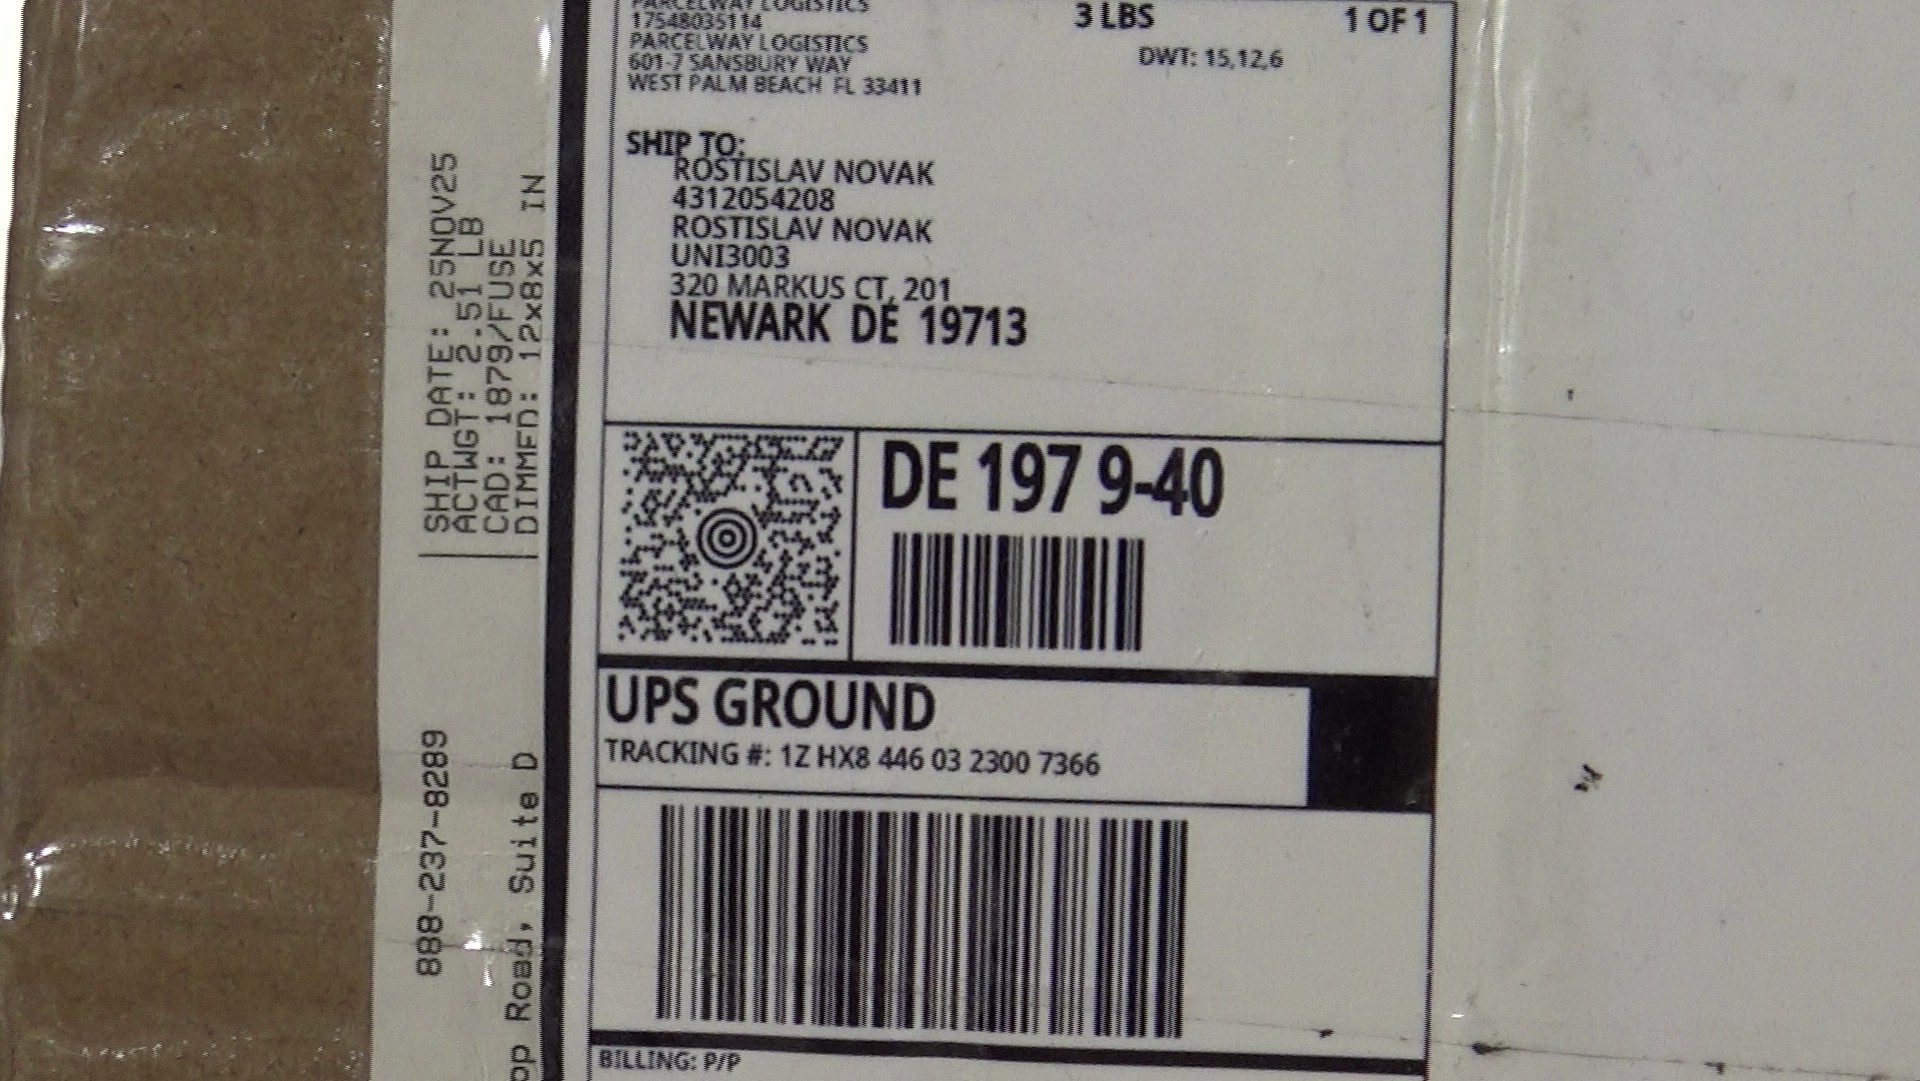 PARCELWAY LOGISTICS
17548035114
PARCELWAY LOGISTICS
601-7 SANSBURY WAY
WEST PALM BEACH FL 33411
3 LBS
1 OF 1
DWT: 15,12,6
SHIP TO:
ROSTISLAV NOVAK
4312054208
ROSTISLAV NOVAK
UNI3003
320 MARKUS CT, 201
NEWARK DE 19713
DE 197 9-40
UPS GROUND
TRACKING #: 1Z HX8 446 03 2300 7366
BILLING: P/P
SHIP DATE: 25NOV25
ACTWGT: 2.51 LB
CAD: 1879/FUSE
DIMMED: 12x8x5 IN
888-237-8289
Road, Suite D